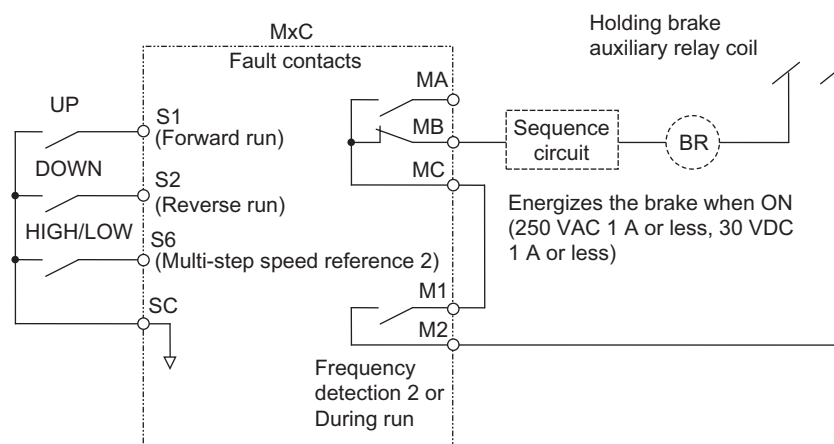 MxC
Fault contacts
Holding brake
auxiliary relay coil
UP
S1
(Forward run)
DOWN
S2
(Reverse run)
HIGH/LOW
S6
(Multi-step speed reference 2)
SC
MA
MB
MC
Sequence
circuit
BR
Energizes the brake when ON
(250 VAC 1 A or less, 30 VDC
1 A or less)
M1
M2
Frequency
detection 2 or
During run